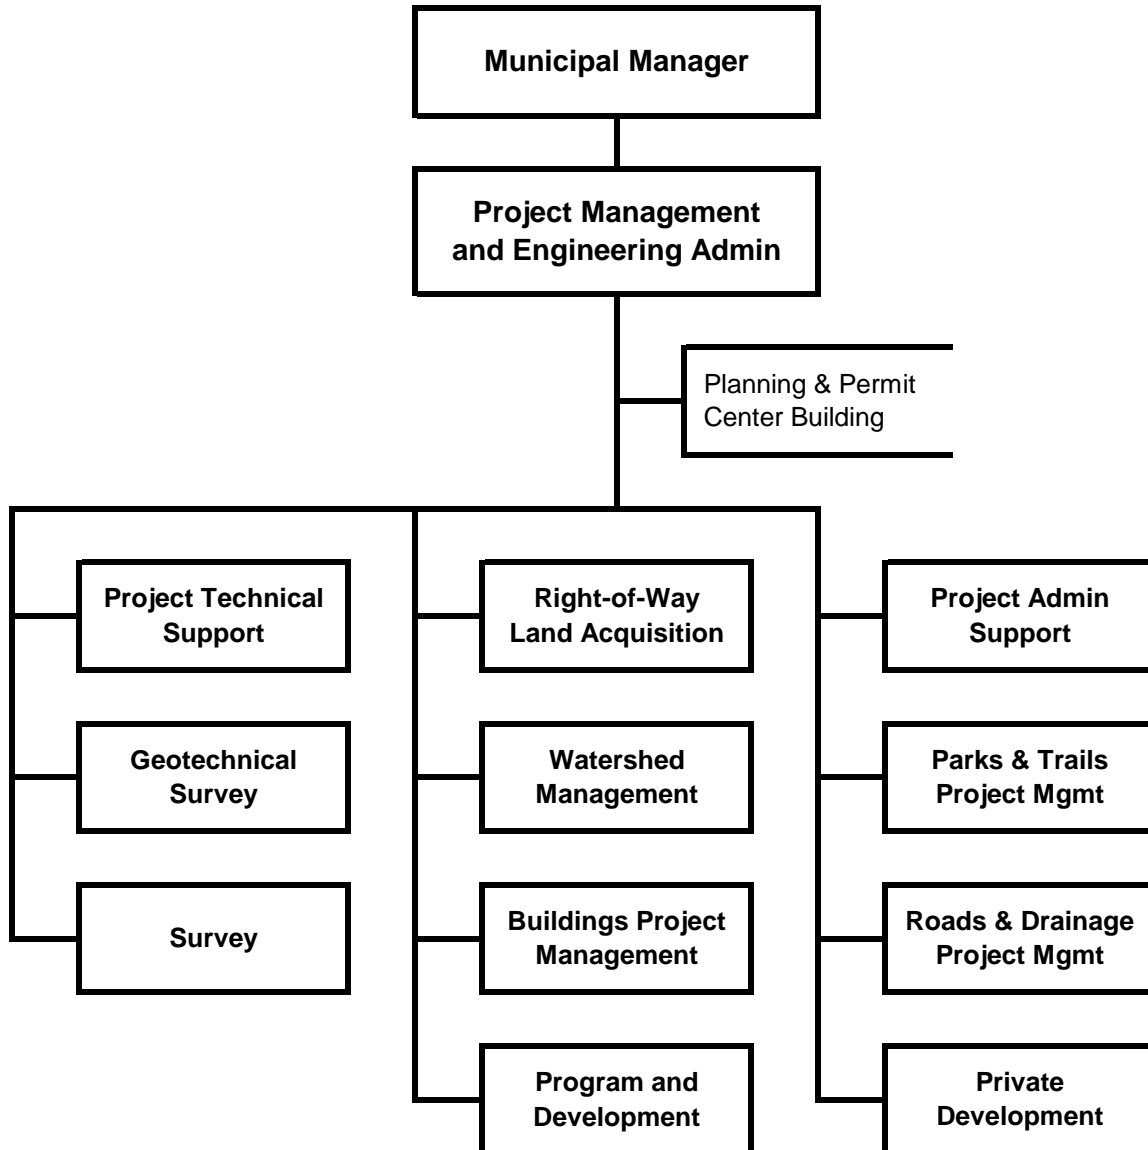 Municipal Manager
Project Management
and Engineering Admin
Planning & Permit
Center Building
Project Technical
Support
Right-of-Way
Land Acquisition
Project Admin
Support
Geotechnical
Survey
Watershed
Management
Parks & Trails
Project Mgmt
Survey
Buildings Project
Management
Roads & Drainage
Project Mgmt
Program and
Development
Private
Development